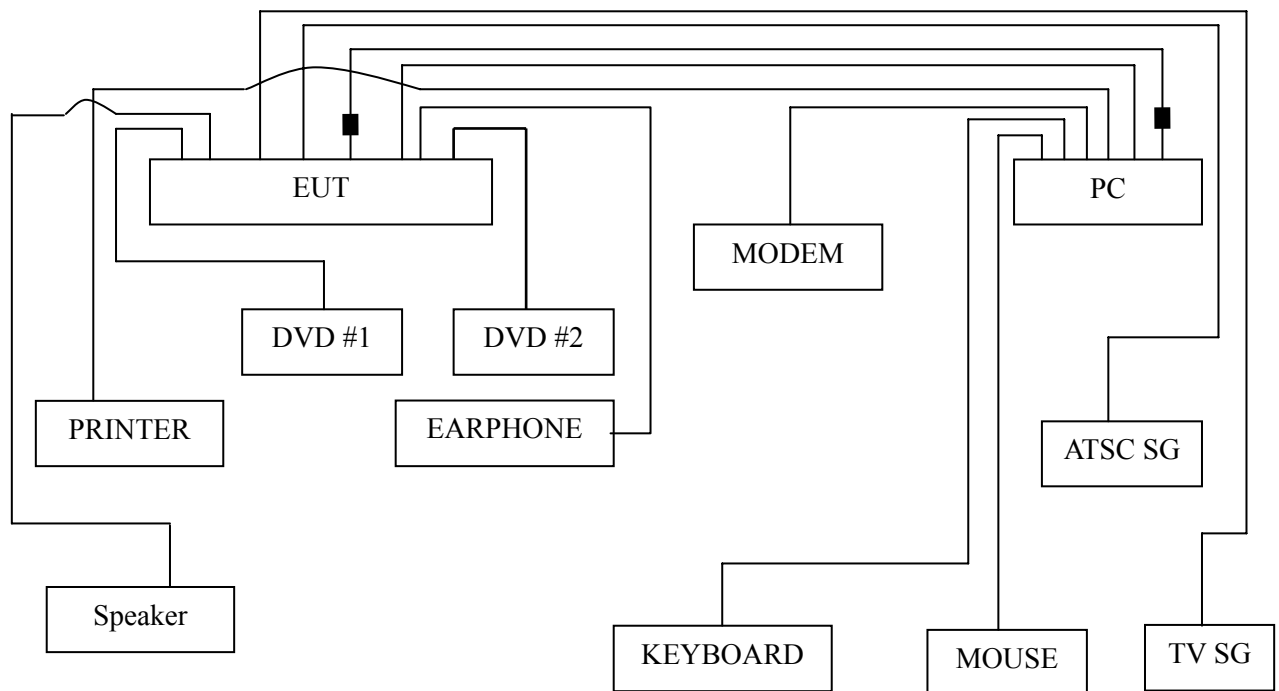 EUT
PC
MODEM
DVD #1
DVD #2
PRINTER
EARPHONE
ATSC SG
Speaker
KEYBOARD
MOUSE
TV SG